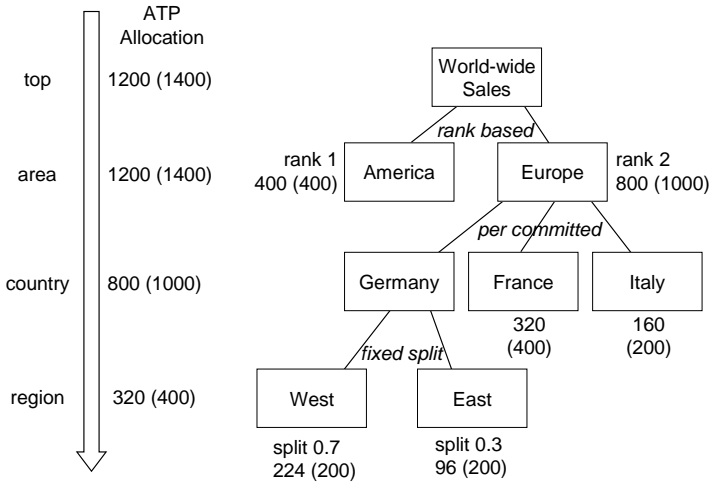 ATP
Allocation
top
1200 (1400)
World-wide
Sales
rank based
area
1200 (1400)
rank 1
400 (400)
America
Europe
rank 2
800 (1000)
per committed
country
800 (1000)
Germany
France
Italy
320
(400)
160
(200)
fixed split
region
320 (400)
West
East
split 0.7
224 (200)
split 0.3
96 (200)